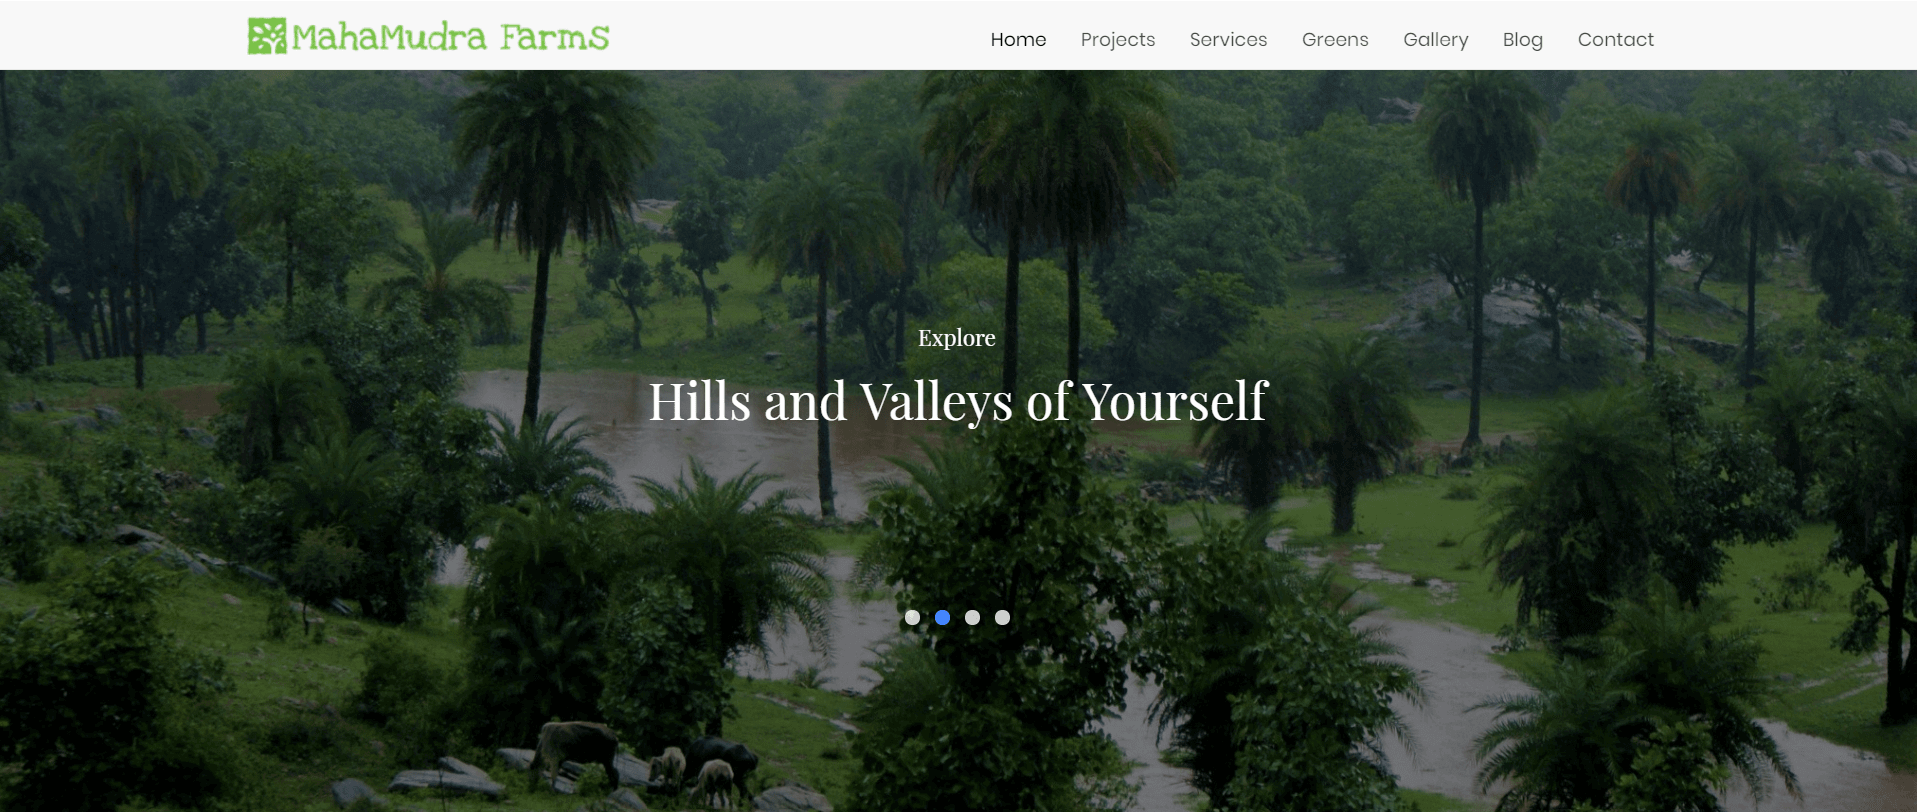 MahaMudra Farms
Home Projects Services Greens Gallery Blog Contact
Explore
Hills and Valleys of Yourself